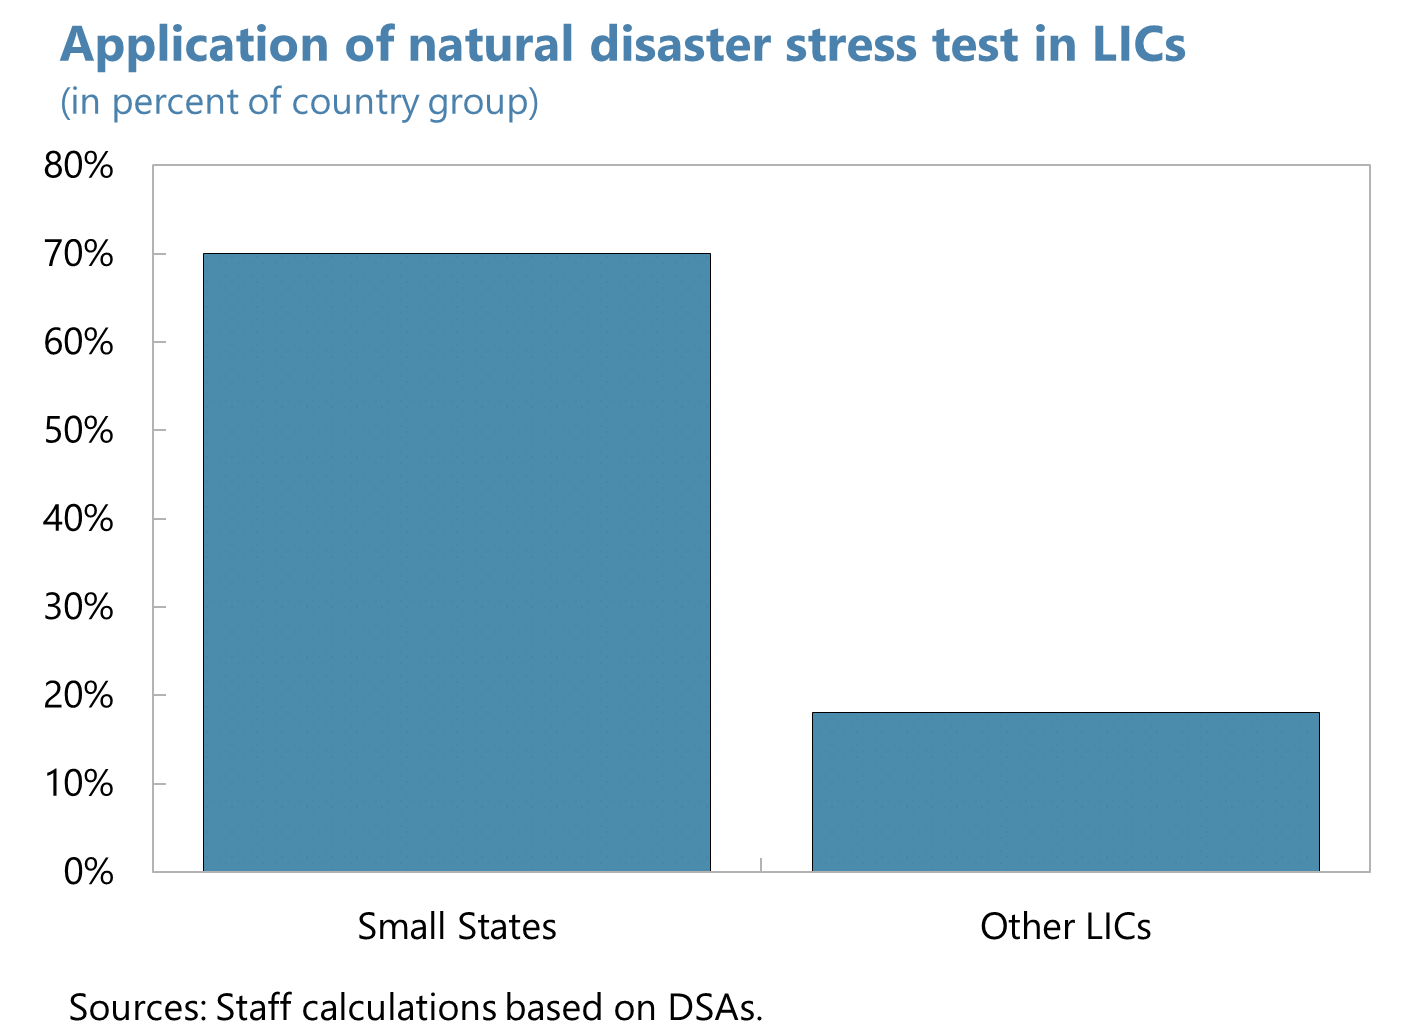 Application of natural disaster stress test in LICs
(in percent of country group)
80%
70%
60%
50%
40%
30%
20%
10%
0%
Small States
Other LICs
Sources: Staff calculations based on DSAs.